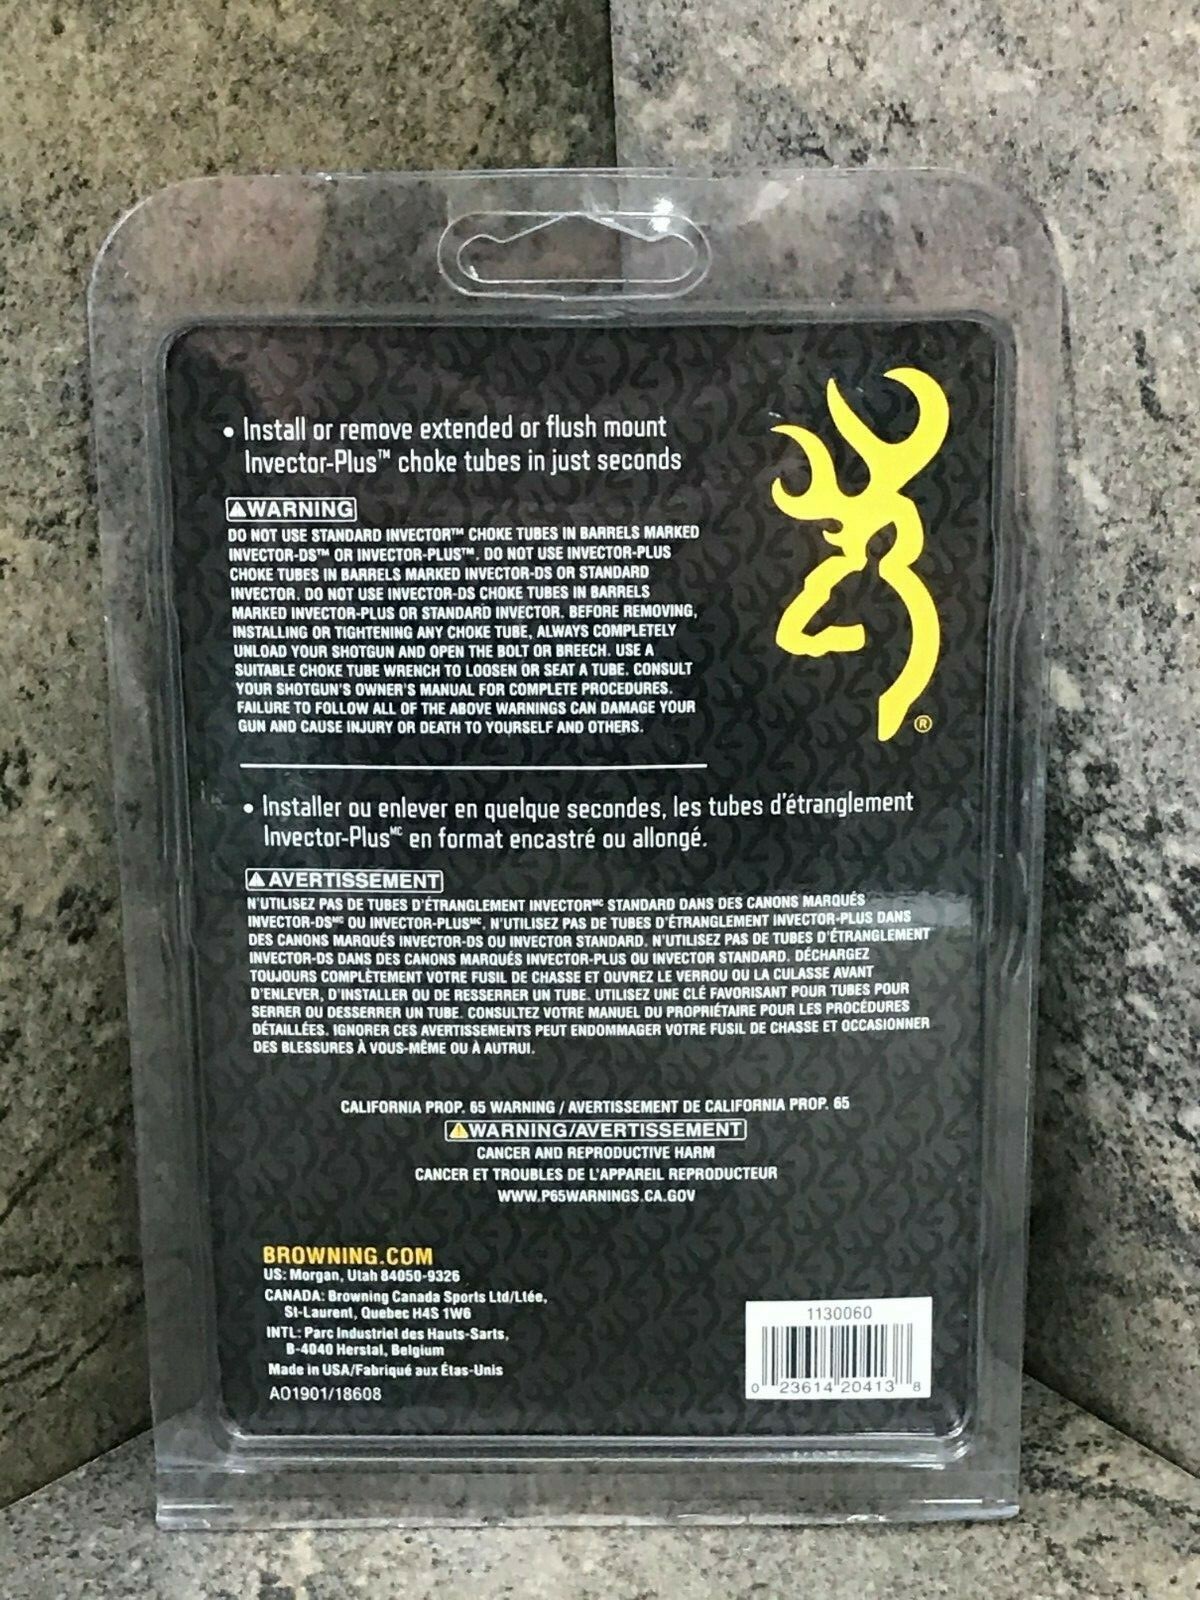 • Install or remove extended or flush mount
Invector-Plus™ choke tubes in just seconds
⚠WARNING
DO NOT USE STANDARD INVECTOR™ CHOKE TUBES IN BARRELS MARKED
INVECTOR-DS™ OR INVECTOR-PLUS™. DO NOT USE INVECTOR-PLUS
CHOKE TUBES IN BARRELS MARKED INVECTOR-DS OR STANDARD
INVECTOR. DO NOT USE INVECTOR-DS CHOKE TUBES IN BARRELS
MARKED INVECTOR-PLUS OR STANDARD INVECTOR. BEFORE REMOVING,
INSTALLING OR TIGHTENING ANY CHOKE TUBE, ALWAYS COMPLETELY
UNLOAD YOUR SHOTGUN AND OPEN THE BOLT OR BREECH. USE A
SUITABLE CHOKE TUBE WRENCH TO LOOSEN OR SEAT A TUBE. CONSULT
YOUR SHOTGUN'S OWNER'S MANUAL FOR COMPLETE PROCEDURES.
FAILURE TO FOLLOW ALL OF THE ABOVE WARNINGS CAN DAMAGE YOUR
GUN AND CAUSE INJURY OR DEATH TO YOURSELF AND OTHERS.
®
• Installer ou enlever en quelque secondes, les tubes d'étranglement
Invector-Plus MC en format encastré ou allongé.
⚠AVERTISSEMENT
N'UTILISEZ PAS DE TUBES D'ÉTRANGLEMENT INVECTOR MC STANDARD DANS DES CANONS MARQUÉS
INVECTOR-DS MC OU INVECTOR-PLUS MC. N'UTILISEZ PAS DE TUBES D'ÉTRANGLEMENT INVECTOR-PLUS DANS
DES CANONS MARQUÉS INVECTOR-DS OU INVECTOR STANDARD. N'UTILISEZ PAS DE TUBES D'ÉTRANGLEMENT
INVECTOR-DS DANS DES CANONS MARQUÉS INVECTOR-PLUS OU INVECTOR STANDARD. DÉCHARGEZ
TOUJOURS COMPLÈTEMENT VOTRE FUSIL DE CHASSE ET OUVREZ LE VERROU OU LA CULASSE AVANT
D'ENLEVER, D'INSTALLER OU DE RESSERRER UN TUBE. UTILISEZ UNE CLÉ FAVORISANT POUR TUBES POUR
SERRER OU DESSERRER UN TUBE. CONSULTEZ VOTRE MANUEL DU PROPRIÉTAIRE POUR LES PROCÉDURES
DÉTAILLÉES. IGNORER CES AVERTISSEMENTS PEUT ENDOMMAGER VOTRE FUSIL DE CHASSE ET OCCASIONNER
DES BLESSURES À VOUS-MÊME OU À AUTRUI.
CALIFORNIA PROP. 65 WARNING / AVERTISSEMENT DE CALIFORNIA PROP. 65
⚠WARNING/AVERTISSEMENT
CANCER AND REPRODUCTIVE HARM
CANCER ET TROUBLES DE L'APPAREIL REPRODUCTEUR
WWW.P65WARNINGS.CA.GOV
BROWNING.COM
US: Morgan, Utah 84050-9326
CANADA: Browning Canada Sports Ltd/Ltée,
St-Laurent, Quebec H4S 1W6
INTL: Parc Industriel des Hauts-Sarts,
B-4040 Herstal, Belgium
Made in USA/Fabriqué aux Étas-Unis
AO1901/18608
1130060
0 23614 20413 8